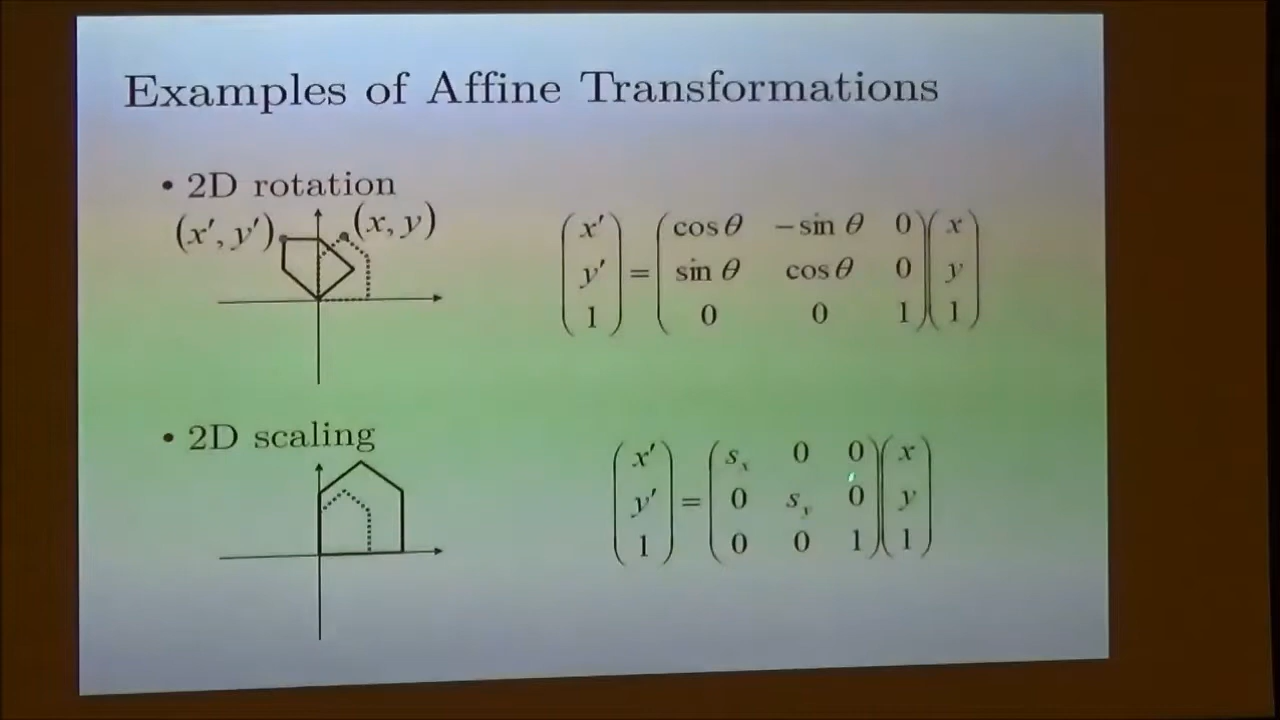 Examples of Affine Transformations
• 2D rotation
(x′, y′) (x, y)
(x′ y′ 1) = (cos θ −sin θ 0; sin θ cos θ 0; 0 0 1)(x y 1)
• 2D scaling
(x′ y′ 1) = (s_x 0 0; 0 s_y 0; 0 0 1)(x y 1)